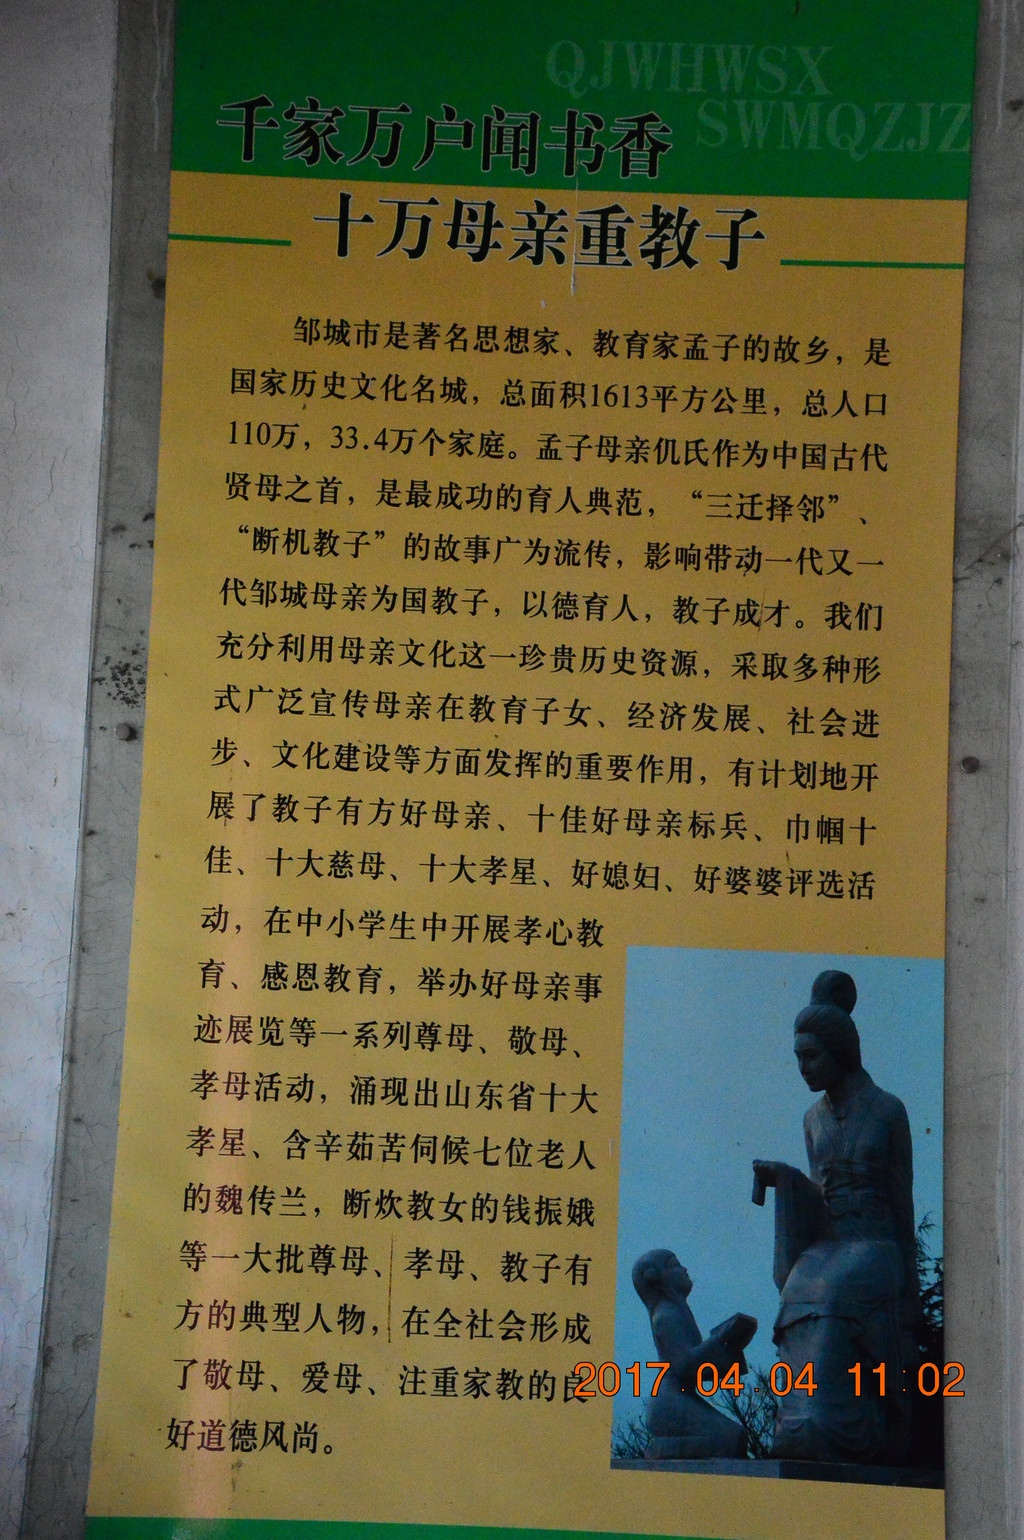 QJWHWSX
SWMQZJZ
千家万户闻书香
十万母亲重教子
邹城市是著名思想家、教育家孟子的故乡，是
国家历史文化名城，总面积1613平方公里，总人口
110万，33.4万个家庭。孟子母亲仉氏作为中国古代
贤母之首，是最成功的育人典范，“三迁择邻”、
“断机教子”的故事广为流传，影响带动一代又一
代邹城母亲为国教子，以德育人，教子成才。我们
充分利用母亲文化这一珍贵历史资源，采取多种形
式广泛宣传母亲在教育子女、经济发展、社会进
步、文化建设等方面发挥的重要作用，有计划地开
展了教子有方好母亲、十佳好母亲标兵、巾帼十
佳、十大慈母、十大孝星、好媳妇、好婆婆评选活
动，在中小学生中开展孝心教
育、感恩教育，举办好母亲事
迹展览等一系列尊母、敬母、
孝母活动，涌现出山东省十大
孝星、含辛茹苦伺候七位老人
的魏传兰，断炊教女的钱振娥
等一大批尊母、孝母、教子有
方的典型人物，在全社会形成
了敬母、爱母、注重家教的良
好道德风尚。
2017.04.04 11:02